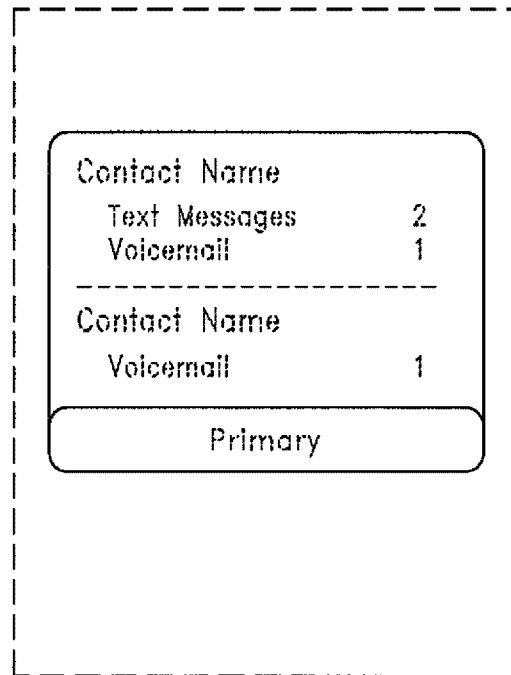 Contact Name
Text Messages 2
Voicemail 1
Contact Name
Voicemail 1
Primary